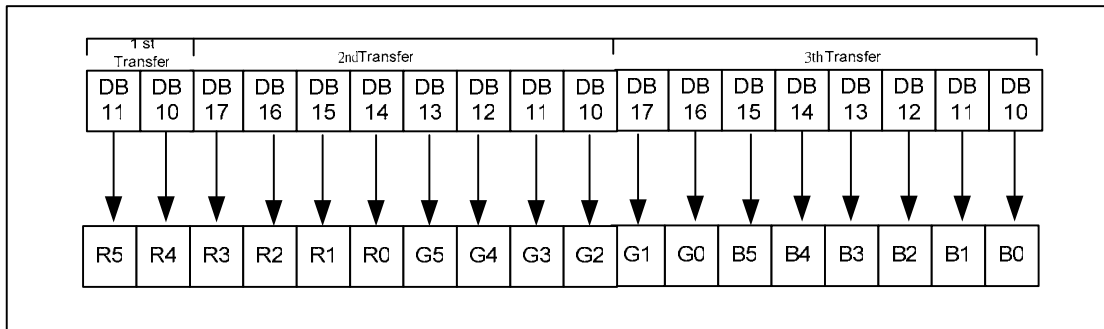 1 st Transfer
2ndTransfer
3th Transfer
DB 11 DB 10 DB 17 DB 16 DB 15 DB 14 DB 13 DB 12 DB 11 DB 10 DB 17 DB 16 DB 15 DB 14 DB 13 DB 12 DB 11 DB 10
R5 R4 R3 R2 R1 R0 G5 G4 G3 G2 G1 G0 B5 B4 B3 B2 B1 B0